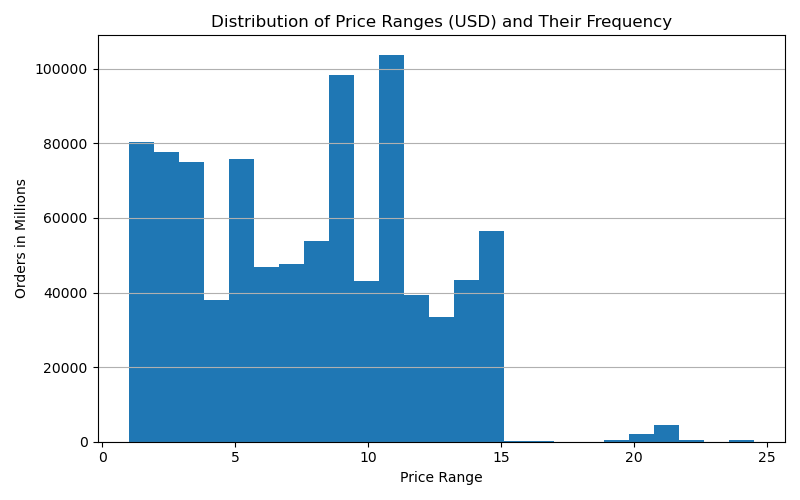 Distribution of Price Ranges (USD) and Their Frequency
100000
80000
60000
40000
20000
0
Orders in Millions
0 5 10 15 20 25
Price Range